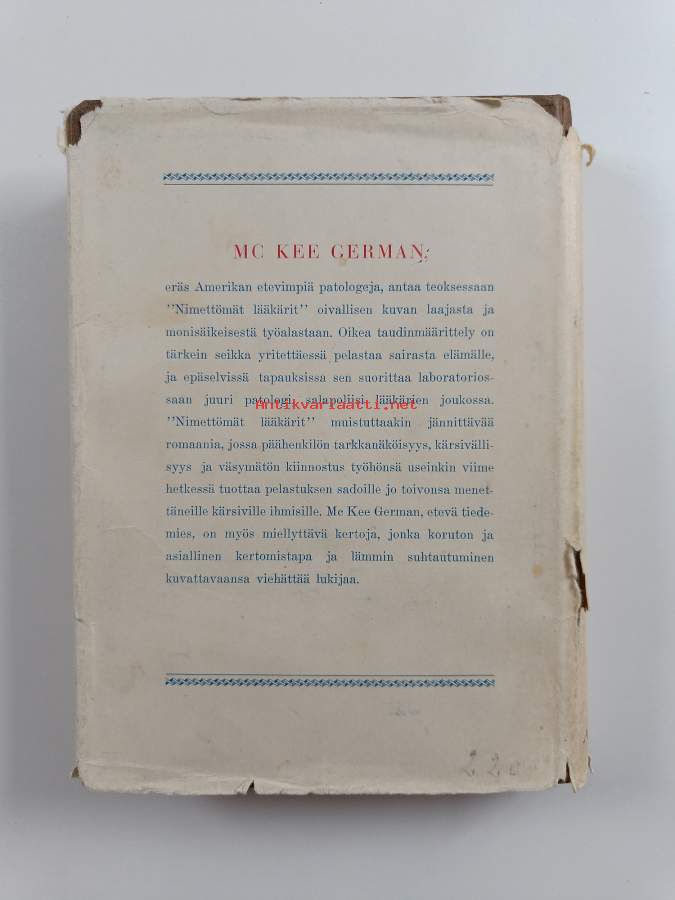 MC KEE GERMAN,
eräs Amerikan etevimpiä patologeja, antaa teoksessaan
''Nimettömät lääkärit'' oivallisen kuvan laajasta ja
monisäikeisestä työalastaan. Oikea taudinmäärittely on
tärkein seikka yritettäessä pelastaa sairasta elämälle,
ja epäselvissä tapauksissa sen suorittaa laboratorios-
saan juuri patologi, salapoliisi lääkärien joukossa.
Antikvariaatti.net
''Nimettömät lääkärit'' muistuttaakin jännittävää
romaania, jossa päähenkilön tarkkanäköisyys, kärsivälli-
syys ja väsymätön kiinnostus työhönsä useinkin viime
hetkessä tuottaa pelastuksen sadoille jo toivonsa menet-
täneille kärsiville ihmisille. Mc Kee German, etevä tiede-
mies, on myös miellyttävä kertoja, jonka koruton ja
asiallinen kertomistapa ja lämmin suhtautuminen
kuvattavaansa viehättää lukijaa.
220-